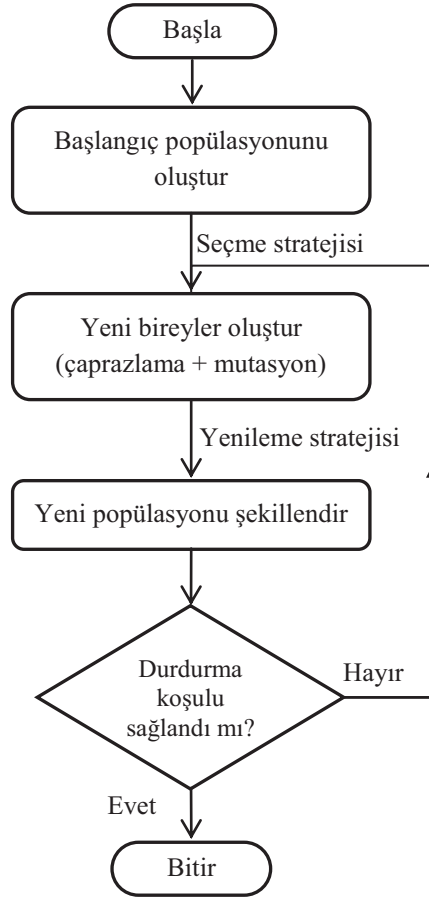 Başla
Başlangıç popülasyonunu
oluştur
Seçme stratejisi
Yeni bireyler oluştur
(çaprazlama + mutasyon)
Yenileme stratejisi
Yeni popülasyonu şekillendir
Durdurma
koşulu
sağlandı mı?
Hayır
Evet
Bitir